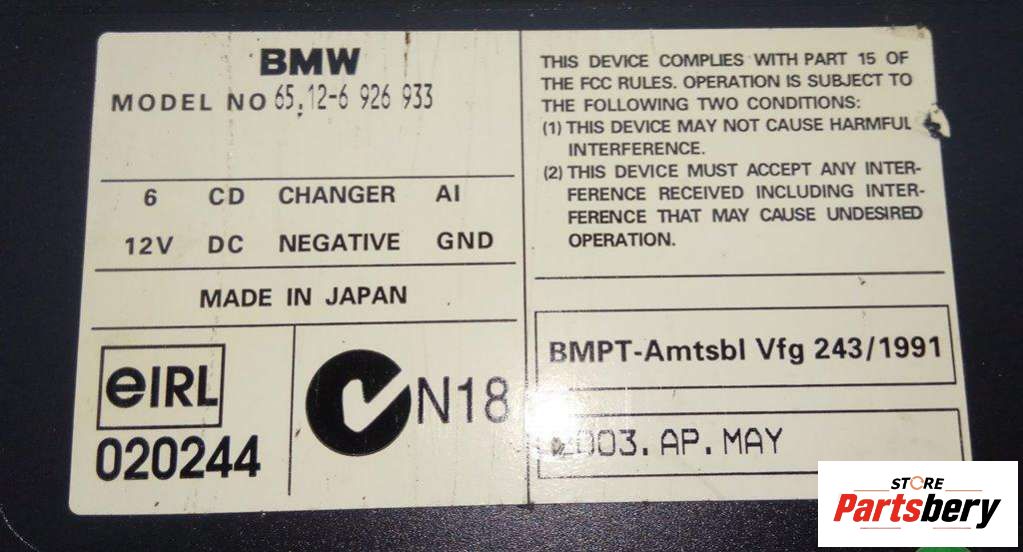 BMW
MODEL NO 65.12-6 926 933
6 CD CHANGER AI
12V DC NEGATIVE GND
MADE IN JAPAN
eIRL
020244
N18
THIS DEVICE COMPLIES WITH PART 15 OF
THE FCC RULES. OPERATION IS SUBJECT TO
THE FOLLOWING TWO CONDITIONS:
(1) THIS DEVICE MAY NOT CAUSE HARMFUL
INTERFERENCE.
(2) THIS DEVICE MUST ACCEPT ANY INTER-
FERENCE RECEIVED INCLUDING INTER-
FERENCE THAT MAY CAUSE UNDESIRED
OPERATION.
BMPT-Amtsbl Vfg 243/1991
2003.AP.MAY
STORE
Partsbery